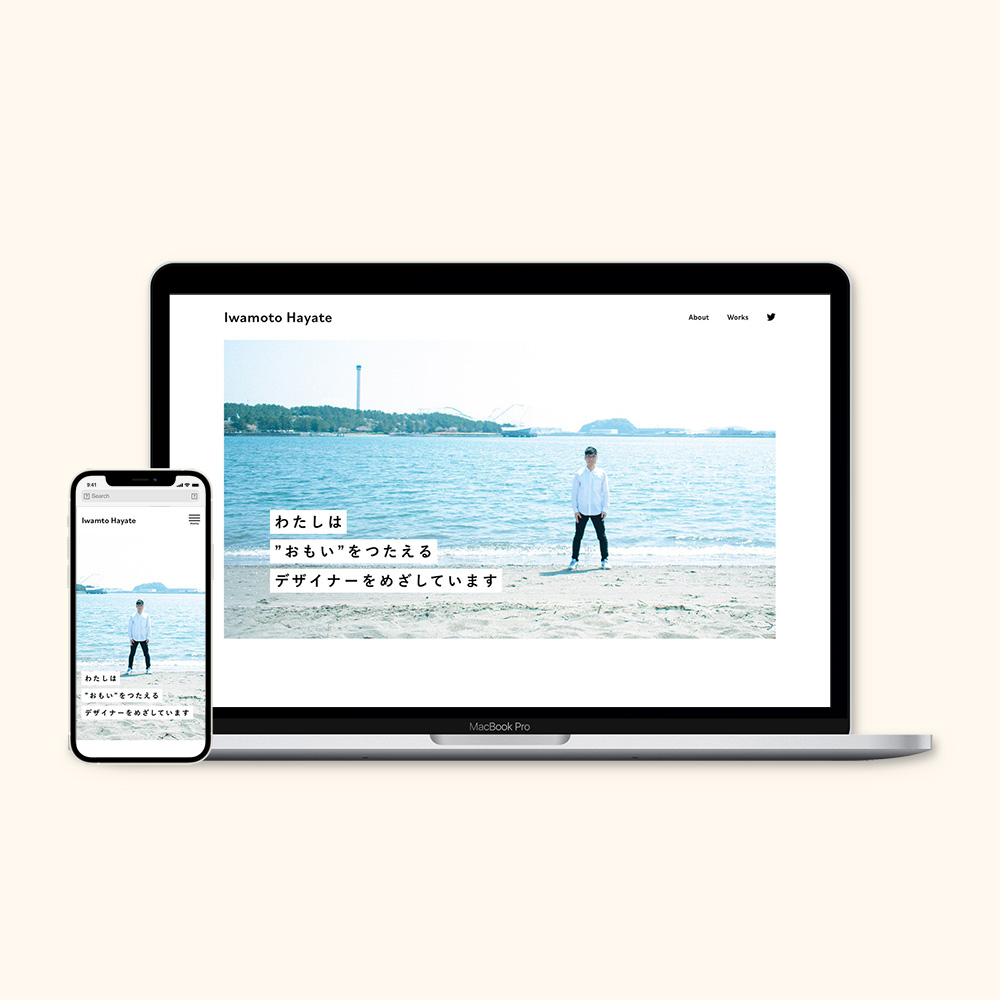 Iwamoto Hayate
About Works
わたしは
”おもい”をつたえる
デザイナーをめざしています
MacBook Pro
9:41
Search
Iwamto Hayate
わたしは
”おもい”をつたえる
デザイナーをめざしています